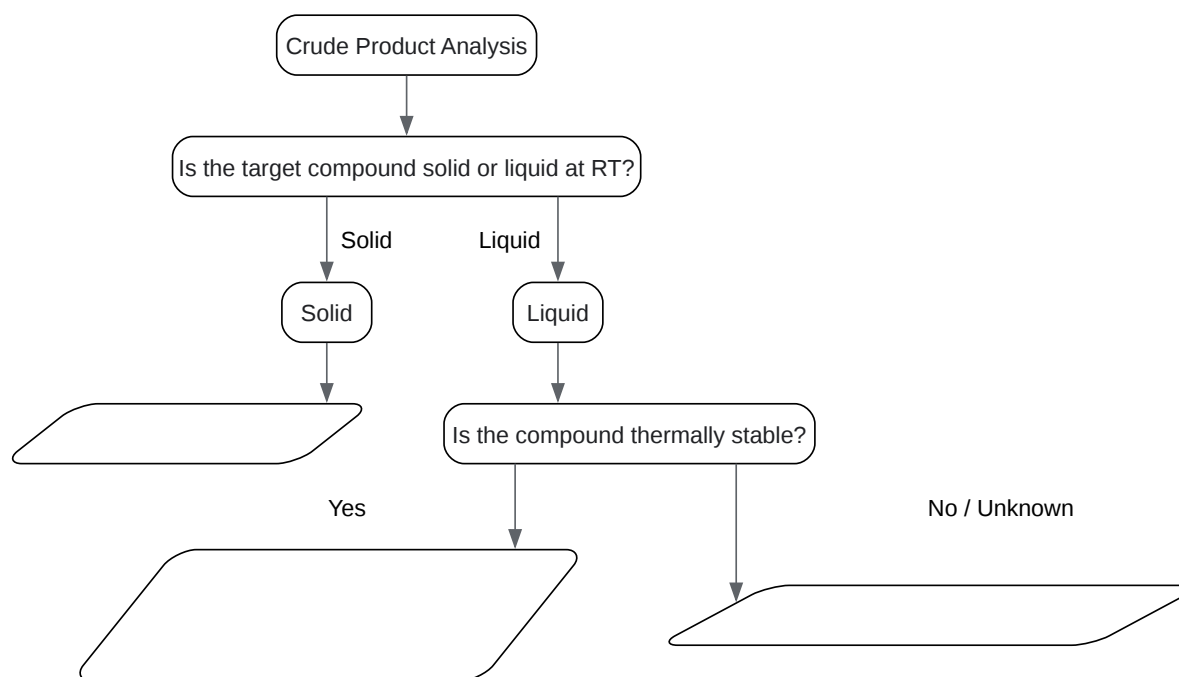 Crude Product Analysis
Is the target compound solid or liquid at RT?
Solid
Liquid
Solid
Liquid
Is the compound thermally stable?
Yes
No / Unknown